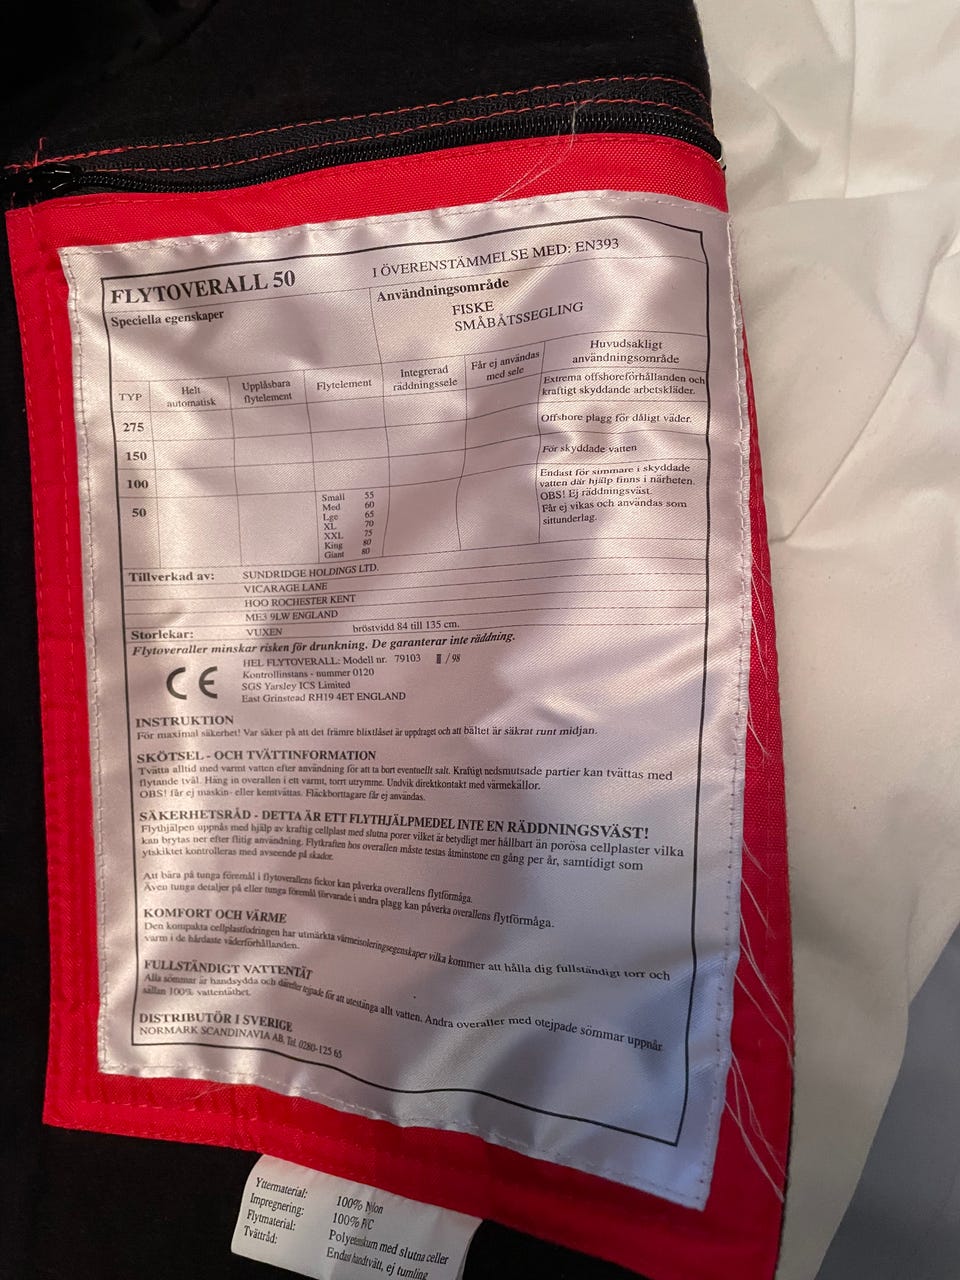 FLYTOVERALL 50
I ÖVERENSTÄMMELSE MED: EN393
Speciella egenskaper
Användningsområde
FISKE
SMÅBÅTSSEGLING
TYP
Helt
automatisk
Upplåsbara
flytelement
Flytelement
Integrerad
räddningssele
Får ej användas
med sele
Huvudsakligt
användningsområde
275
Extrema offshoreförhållanden och
kraftigt skyddande arbetskläder.
150
Offshore plagg för dåligt väder.
100
För skyddade vatten
50
Small 55
Med 60
Lge 65
XL 70
XXL 75
King 80
Giant 80
Endast för simmare i skyddade
vatten där hjälp finns i närheten.
OBS! Ej räddningsväst.
Får ej vikas och användas som
sittunderlag.
Tillverkad av: SUNDRIDGE HOLDINGS LTD.
VICARAGE LANE
HOO ROCHESTER KENT
ME3 9LW ENGLAND
Storlekar: VUXEN bröstvidd 84 till 135 cm.
Flytoveraller minskar risken för drunkning. De garanterar inte räddning.
CE
HEL FLYTOVERALL: Modell nr. 79103 / 98
Kontrollinstans - nummer 0120
SGS Yarsley ICS Limited
East Grinstead RH19 4ET ENGLAND
INSTRUKTION
För maximal säkerhet! Var säker på att det främre blixtlåset är uppdraget och att bältet är säkrat runt midjan.
SKÖTSEL - OCH TVÄTTINFORMATION
Tvätta alltid med varmt vatten efter användning för att ta bort eventuellt salt. Kraftigt nedsmutsade partier kan tvättas med
flytande tvål. Häng in overallen i ett varmt, torrt utrymme. Undvik direktkontakt med värmekällor.
OBS! får ej maskin- eller kemtvättas. Fläckborttagare får ej användas.
SÄKERHETSRÅD - DETTA ÄR ETT FLYTHJÄLPMEDEL INTE EN RÄDDNINGSVÄST!
Flythjälpen uppnås med hjälp av kraftig cellplast med slutna porer vilket är betydligt mer hållbart än porösa cellplaster vilka
kan brytas ner efter flitig användning. Flytkraften hos overallen måste testas åtminstone en gång per år, samtidigt som
ytskiktet kontrolleras med avseende på skador.
Att bära på tunga föremål i flytoverallens fickor kan påverka overallens flytförmåga.
Även tunga detaljer på eller tunga föremål förvarade i andra plagg kan påverka overallens flytförmåga.
KOMFORT OCH VÄRME
Den kompakta cellplastfodringen har utmärkta värmeisoleringsegenskaper vilka kommer att hålla dig fullständigt torr och
varm i de hårdaste väderförhållanden.
FULLSTÄNDIGT VATTENTÄT
Alla sömmar är handsydda och därefter tejpade för att utestänga allt vatten. Andra overaller med otejpade sömmar uppnår
sällan 100% vattentäthet.
DISTRIBUTÖR I SVERIGE
NORMARK SCANDINAVIA AB, Tel. 0280-125 65
Yttermaterial: 100% Nlon
Impregnering: 100% P/C
Flytmaterial: Polyetenskum med slutna celler
Tvättråd: Endast handtvätt, ej tumling